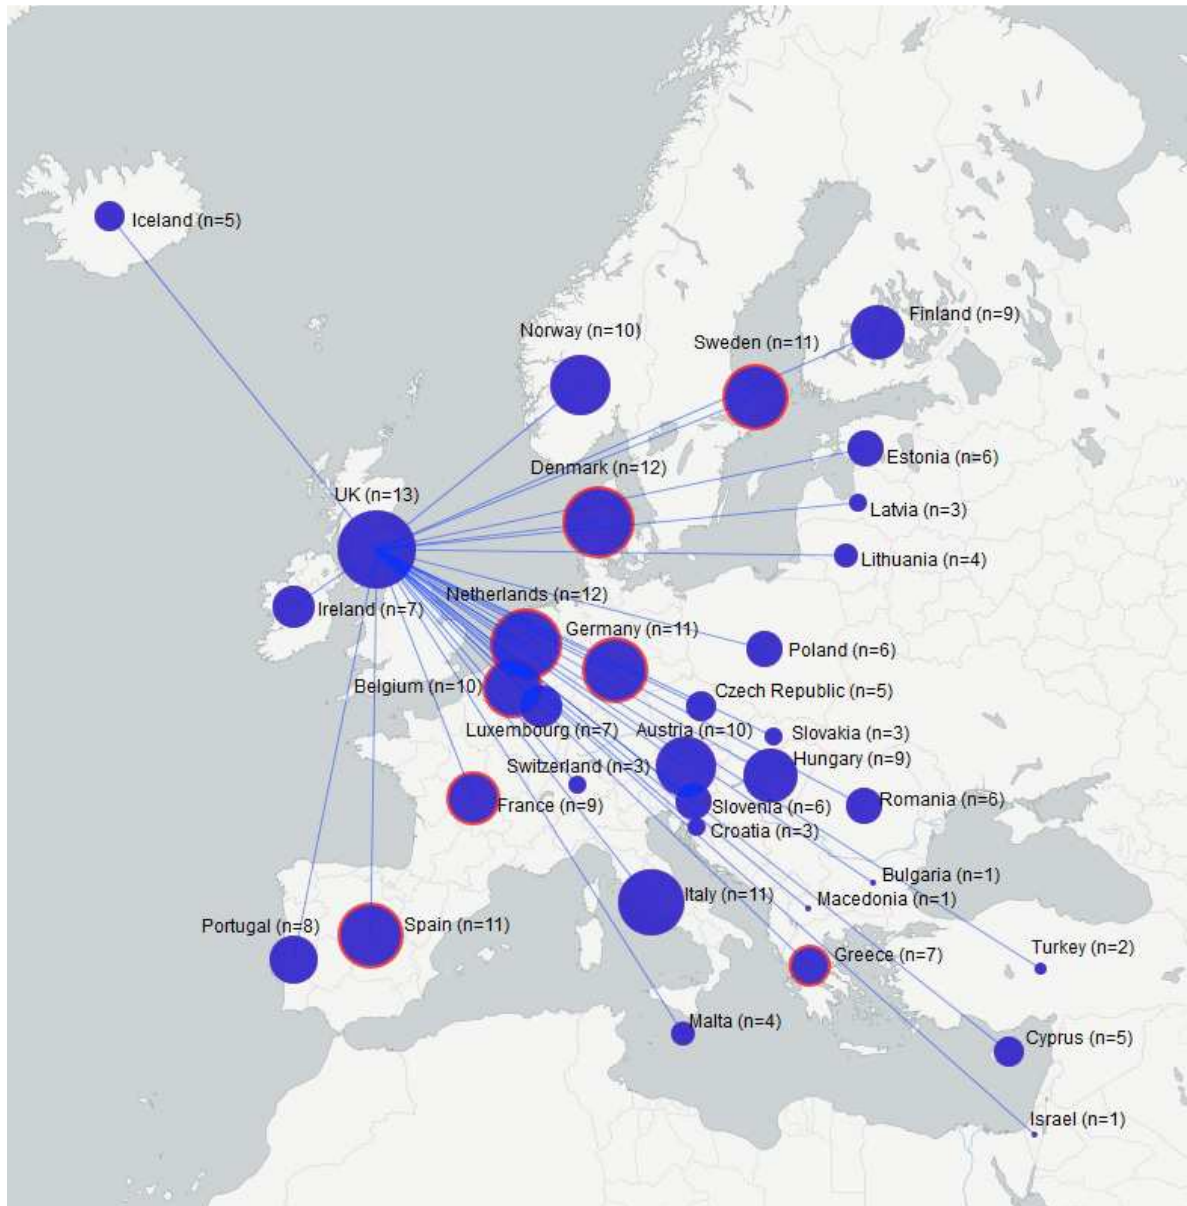 Iceland (n=5)
Finland (n=9)
Norway (n=10)
Sweden (n=11)
Estonia (n=6)
Denmark (n=12)
UK (n=13)
Latvia (n=3)
Lithuania (n=4)
Netherlands (n=12)
Ireland (n=7)
Germany (n=11)
Poland (n=6)
Belgium (n=10)
Czech Republic (n=5)
Luxembourg (n=7)
Austria (n=10)
Slovakia (n=3)
Hungary (n=9)
Switzerland (n=3)
France (n=9)
Slovenia (n=6)
Romania (n=6)
Croatia (n=3)
Bulgaria (n=1)
Italy (n=11)
Macedonia (n=1)
Portugal (n=8)
Spain (n=11)
Turkey (n=2)
Greece (n=7)
Malta (n=4)
Cyprus (n=5)
Israel (n=1)